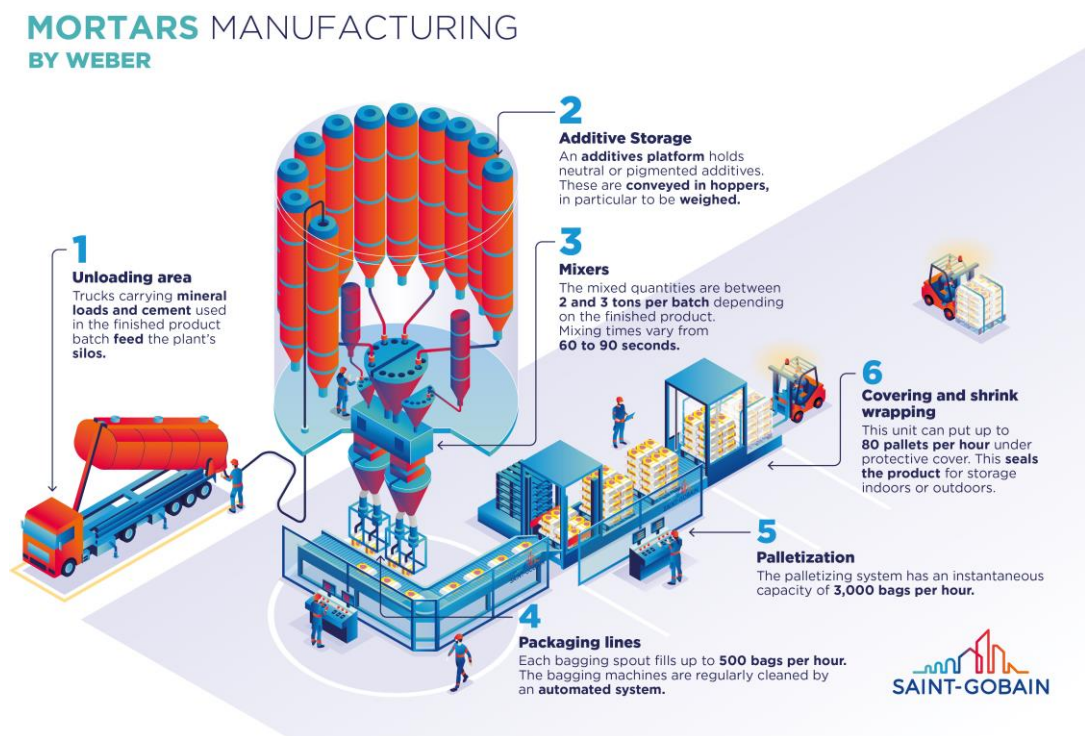 MORTARS MANUFACTURING
BY WEBER
2
Additive Storage
An additives platform holds
neutral or pigmented additives.
These are conveyed in hoppers,
in particular to be weighed.
1
Unloading area
Trucks carrying mineral
loads and cement used
in the finished product
batch feed the plant's
silos.
3
Mixers
The mixed quantities are between
2 and 3 tons per batch depending
on the finished product.
Mixing times vary from
60 to 90 seconds.
6
Covering and shrink
wrapping
This unit can put up to
80 pallets per hour under
protective cover. This seals
the product for storage
indoors or outdoors.
5
Palletization
The palletizing system has an instantaneous
capacity of 3,000 bags per hour.
4
Packaging lines
Each bagging spout fills up to 500 bags per hour.
The bagging machines are regularly cleaned by
an automated system.
SAINT-GOBAIN